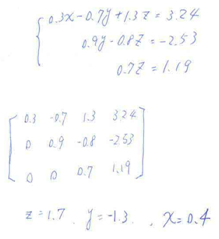 0.3x-0.7y+1.3z=3.24
0.9y-0.8z=-2.53
0.7z=1.19
0.3 -0.7 1.3 3.24
0 0.9 -0.8 -2.53
0 0 0.7 1.19
z=1.7 . y=-1.3 . x=0.4